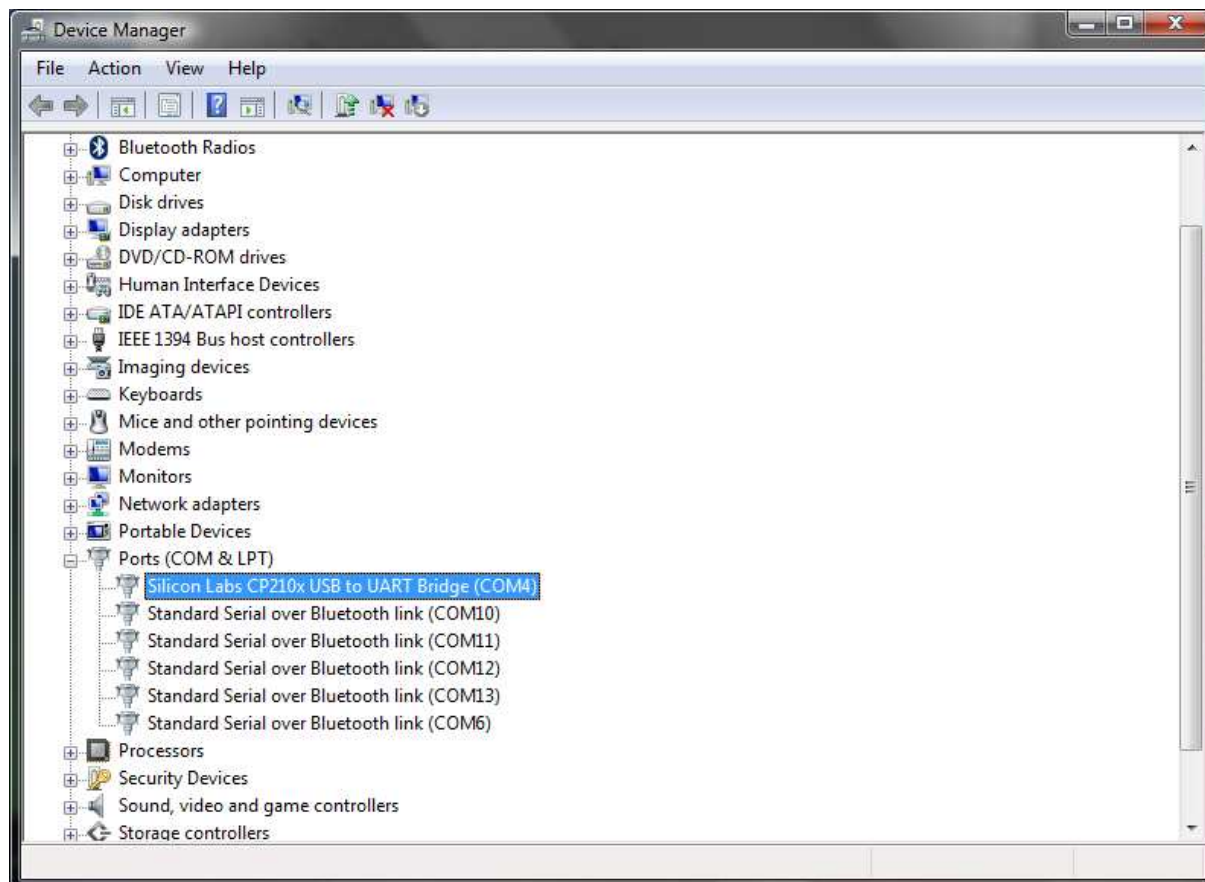 Device Manager
File Action View Help
Bluetooth Radios
Computer
Disk drives
Display adapters
DVD/CD-ROM drives
Human Interface Devices
IDE ATA/ATAPI controllers
IEEE 1394 Bus host controllers
Imaging devices
Keyboards
Mice and other pointing devices
Modems
Monitors
Network adapters
Portable Devices
Ports (COM & LPT)
Silicon Labs CP210x USB to UART Bridge (COM4)
Standard Serial over Bluetooth link (COM10)
Standard Serial over Bluetooth link (COM11)
Standard Serial over Bluetooth link (COM12)
Standard Serial over Bluetooth link (COM13)
Standard Serial over Bluetooth link (COM6)
Processors
Security Devices
Sound, video and game controllers
Storage controllers